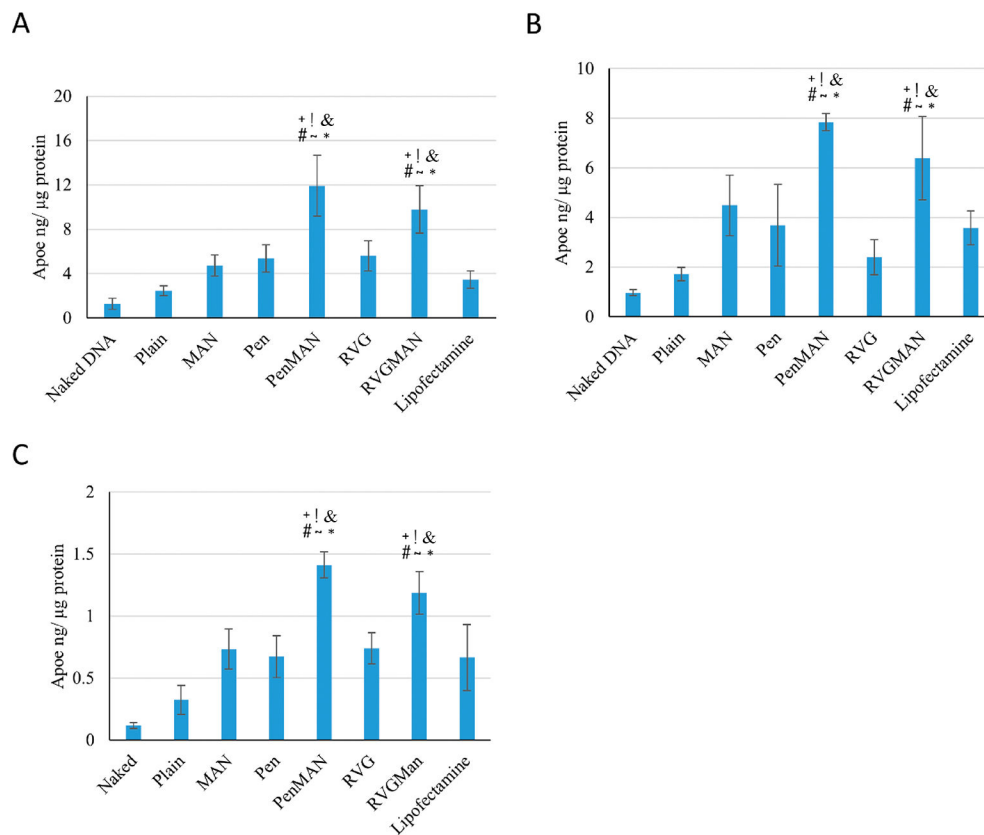 A
Apoe ng/ µg protein
20
16
12
8
4
0
+ ! &
# ~ *
+ ! &
# ~ *
Naked DNA
Plain
MAN
Pen
PenMAN
RVG
RVGMAN
Lipofectamine
B
Apoe ng/ µg protein
10
8
6
4
2
0
+ ! &
# ~ *
+ ! &
# ~ *
Naked DNA
Plain
MAN
Pen
PenMAN
RVG
RVGMAN
Lipofectamine
C
Apoe ng/ µg protein
2
1.5
1
0.5
0
+ ! &
# ~ *
+ ! &
# ~ *
Naked
Plain
MAN
Pen
PenMAN
RVG
RVGMan
Lipofectamine